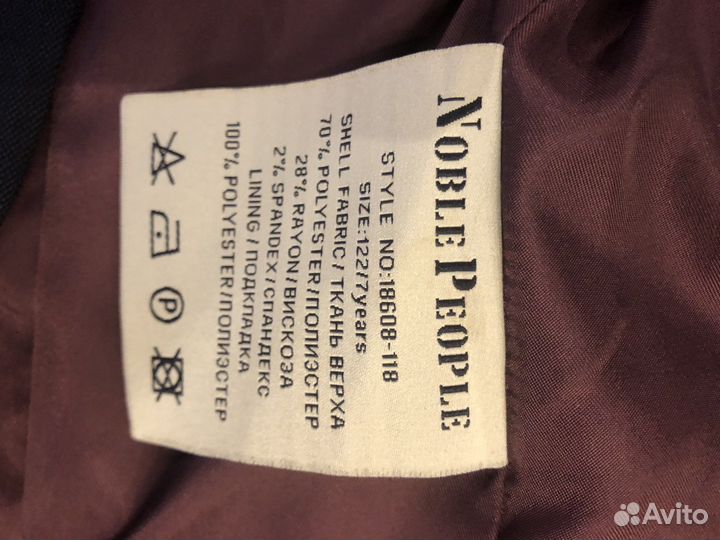 NOBLE PEOPLE
STYLE NO:18608-118
SIZE:122/7years
SHELL FABRIC/ТКАНЬ ВЕРХА
70% POLYESTER/ПОЛИЭСТЕР
28% RAYON/ВИСКОЗА
2% SPANDEX/СПАНДЕКС
LINING/ПОДКЛАДКА
100% POLYESTER/ПОЛИЭСТЕР
P
Avito